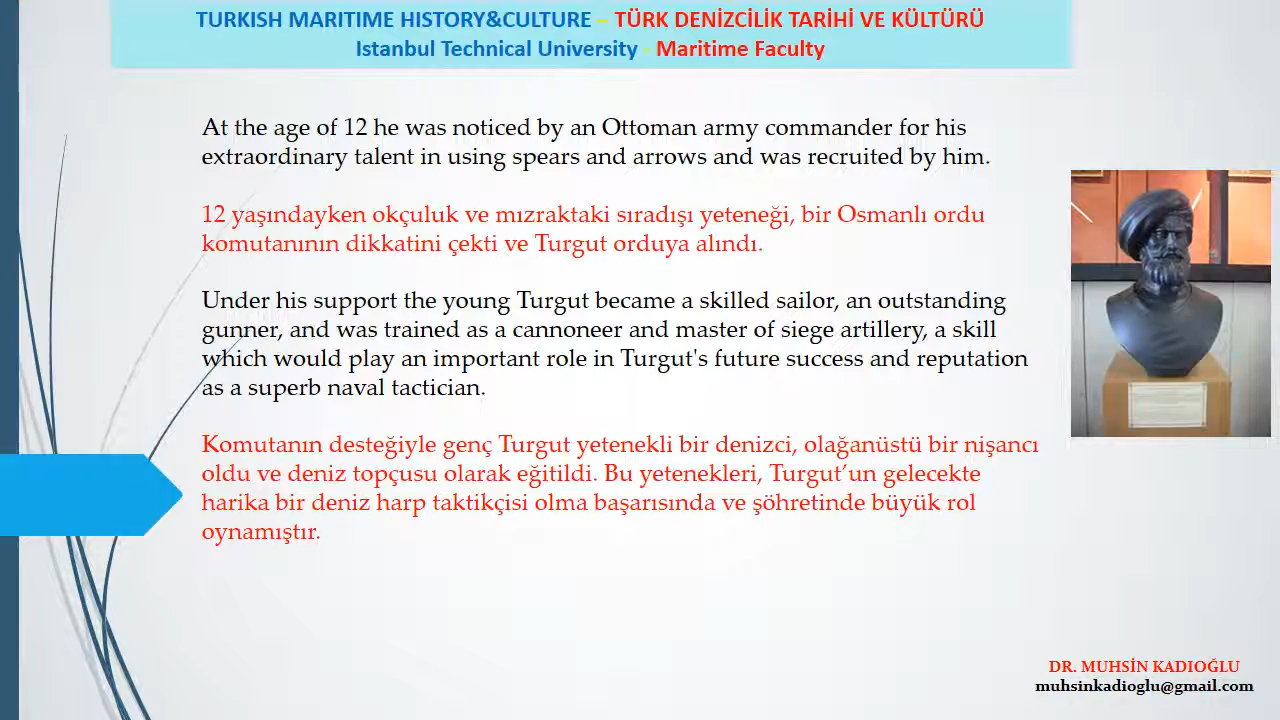 TURKISH MARITIME HISTORY&CULTURE – TÜRK DENİZCİLİK TARİHİ VE KÜLTÜRÜ
Istanbul Technical University - Maritime Faculty
At the age of 12 he was noticed by an Ottoman army commander for his
extraordinary talent in using spears and arrows and was recruited by him.
12 yaşındayken okçuluk ve mızraktaki sıradışı yeteneği, bir Osmanlı ordu
komutanının dikkatini çekti ve Turgut orduya alındı.
Under his support the young Turgut became a skilled sailor, an outstanding
gunner, and was trained as a cannoneer and master of siege artillery, a skill
which would play an important role in Turgut's future success and reputation
as a superb naval tactician.
Komutanın desteğiyle genç Turgut yetenekli bir denizci, olağanüstü bir nişancı
oldu ve deniz topçusu olarak eğitildi. Bu yetenekleri, Turgut’un gelecekte
harika bir deniz harp taktikçisi olma başarısında ve şöhretinde büyük rol
oynamıştır.
DR. MUHSİN KADIOĞLU
muhsinkadioglu@gmail.com